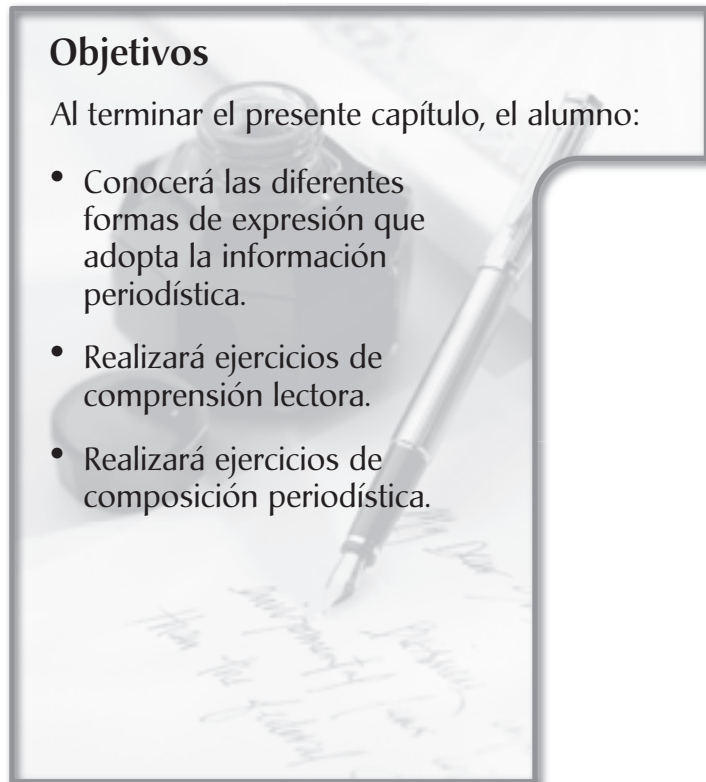 Objetivos
Al terminar el presente capítulo, el alumno:
• Conocerá las diferentes
formas de expresión que
adopta la información
periodística.
• Realizará ejercicios de
comprensión lectora.
• Realizará ejercicios de
composición periodística.